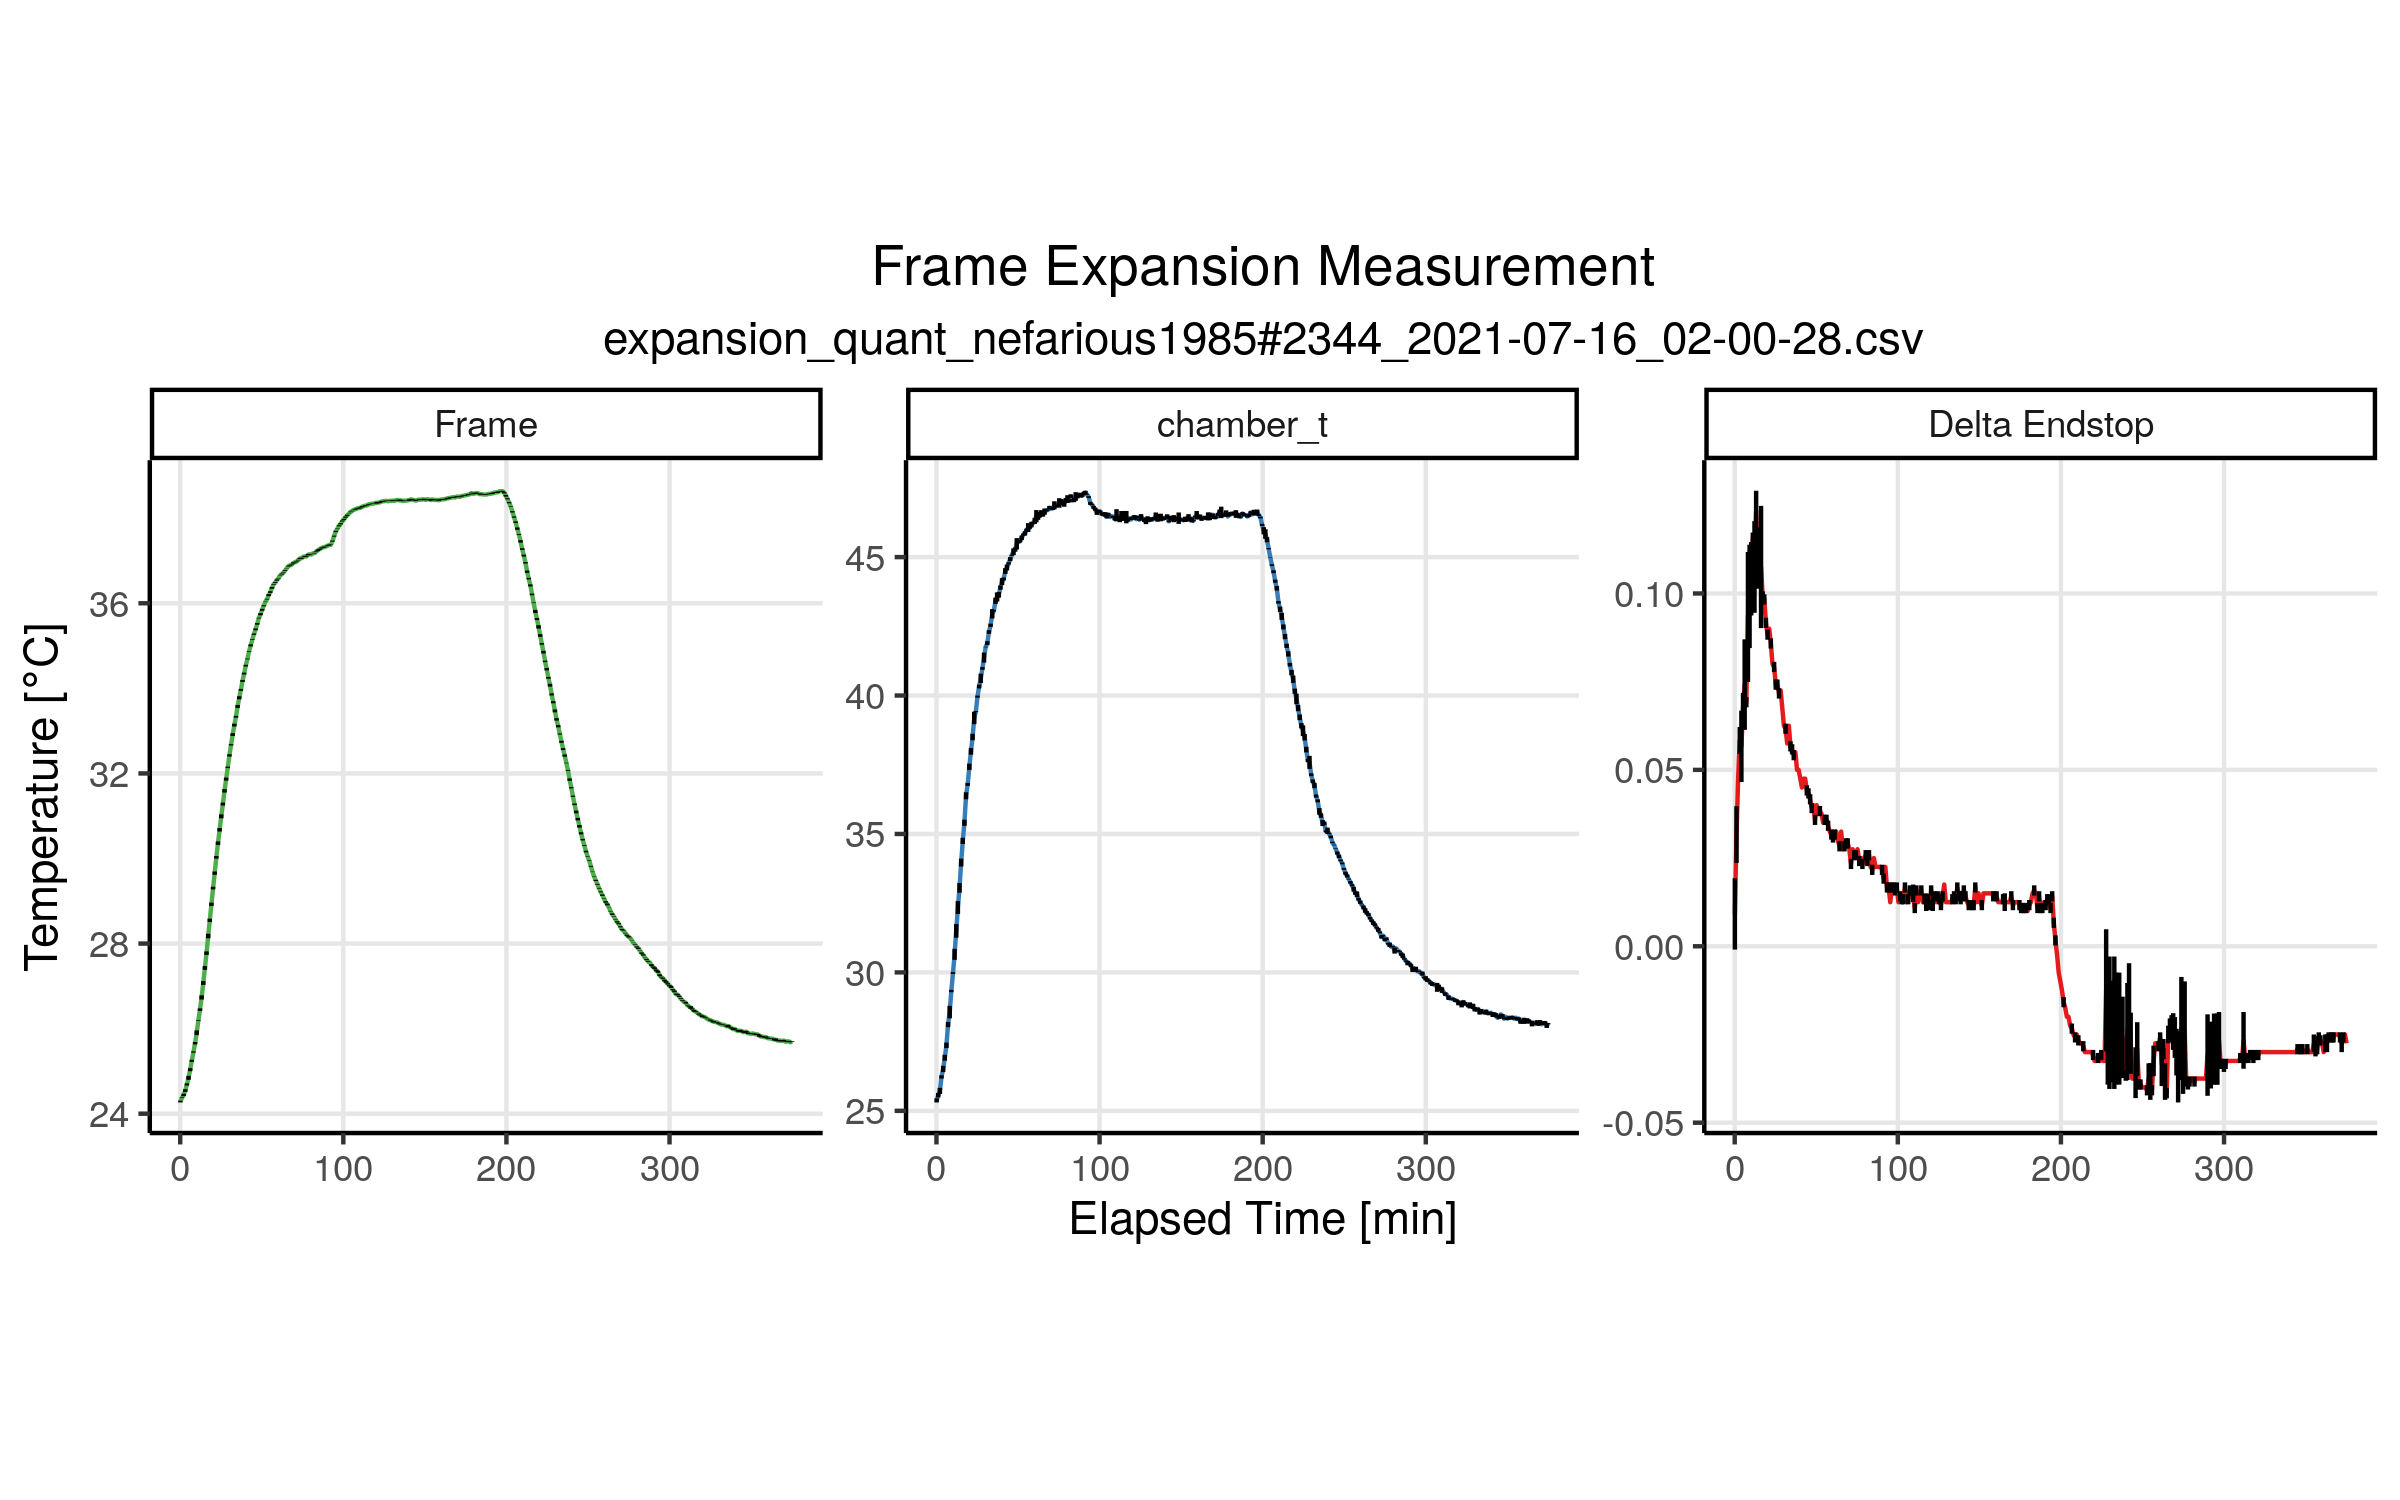 Frame Expansion Measurement
expansion_quant_nefarious1985#2344_2021-07-16_02-00-28.csv
Frame
chamber_t
Delta Endstop
Temperature [°C]
36
32
28
24
45
40
35
30
25
0.10
0.05
0.00
-0.05
0 100 200 300
0 100 200 300
0 100 200 300
Elapsed Time [min]